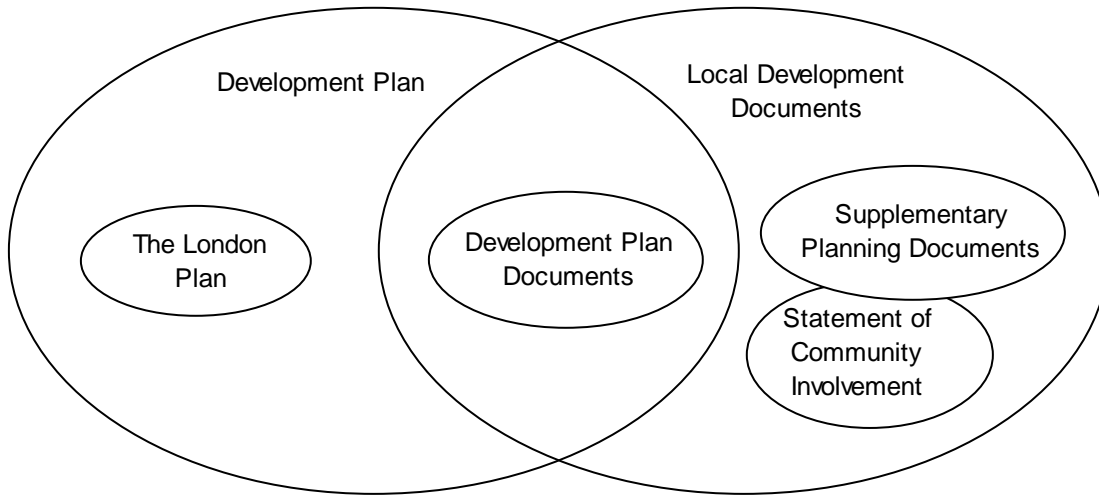 Development Plan
Local Development
Documents
The London
Plan
Development Plan
Documents
Supplementary
Planning Documents
Statement of
Community
Involvement